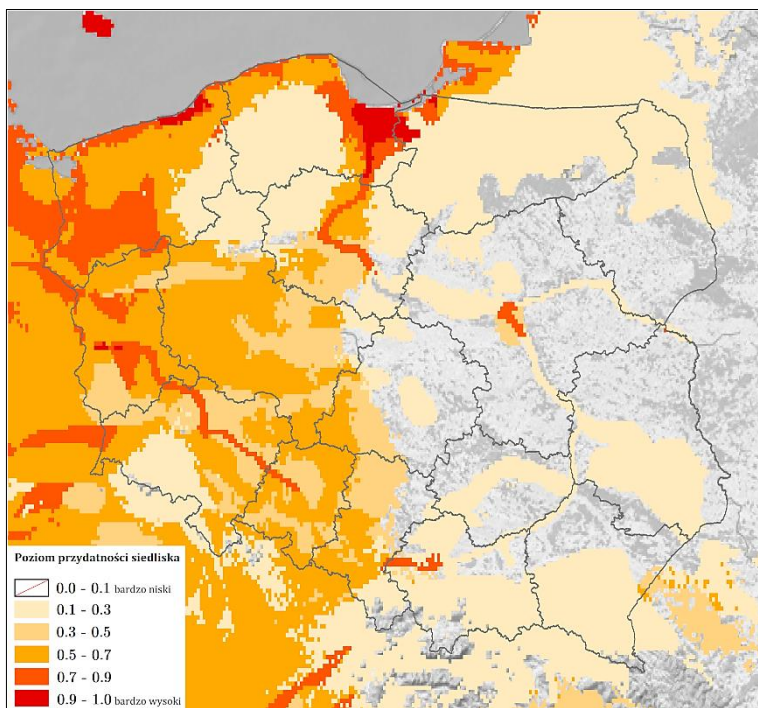 Poziom przydatności siedliska
0.0 - 0.1 bardzo niski
0.1 - 0.3
0.3 - 0.5
0.5 - 0.7
0.7 - 0.9
0.9 - 1.0 bardzo wysoki